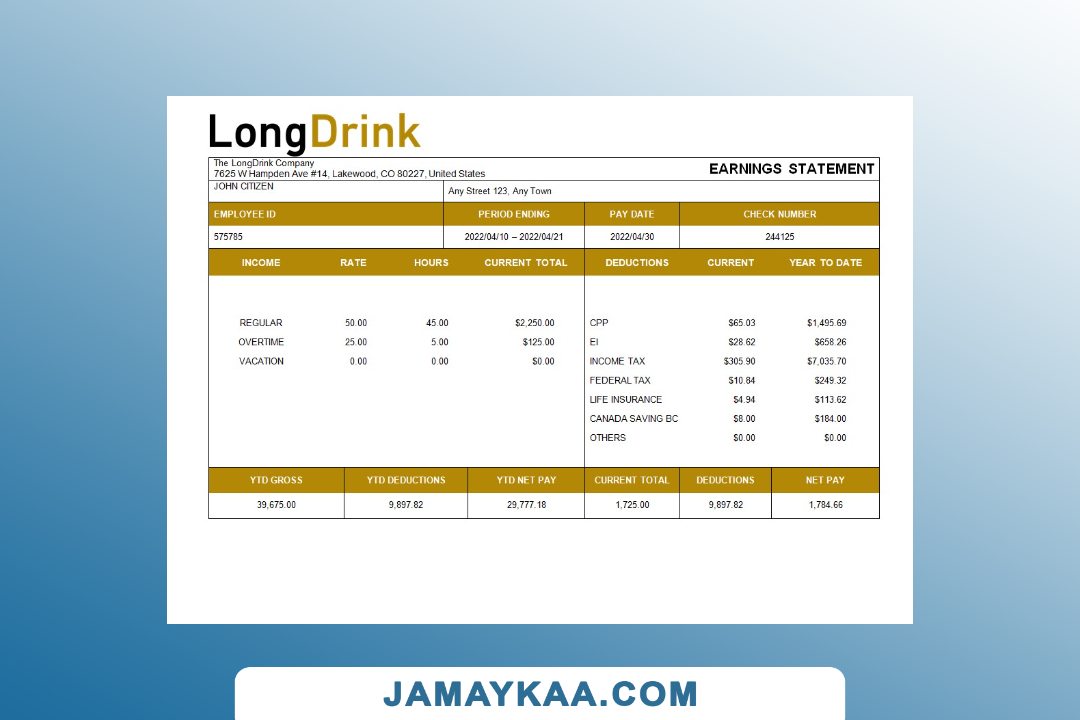 LongDrink
The LongDrink Company
7625 W Hampden Ave #14, Lakewood, CO 80227, United States
EARNINGS STATEMENT
JOHN CITIZEN
Any Street 123, Any Town
EMPLOYEE ID PERIOD ENDING PAY DATE CHECK NUMBER
575785 2022/04/10 – 2022/04/21 2022/04/30 244125
INCOME RATE HOURS CURRENT TOTAL DEDUCTIONS CURRENT YEAR TO DATE
REGULAR 50.00 45.00 $2,250.00 CPP $65.03 $1,495.69
OVERTIME 25.00 5.00 $125.00 EI $28.62 $658.26
VACATION 0.00 0.00 $0.00 INCOME TAX $305.90 $7,035.70
FEDERAL TAX $10.84 $249.32
LIFE INSURANCE $4.94 $113.62
CANADA SAVING BC $8.00 $184.00
OTHERS $0.00 $0.00
YTD GROSS YTD DEDUCTIONS YTD NET PAY CURRENT TOTAL DEDUCTIONS NET PAY
39,675.00 9,897.82 29,777.18 1,725.00 9,897.82 1,784.66
JAMAYKAA.COM